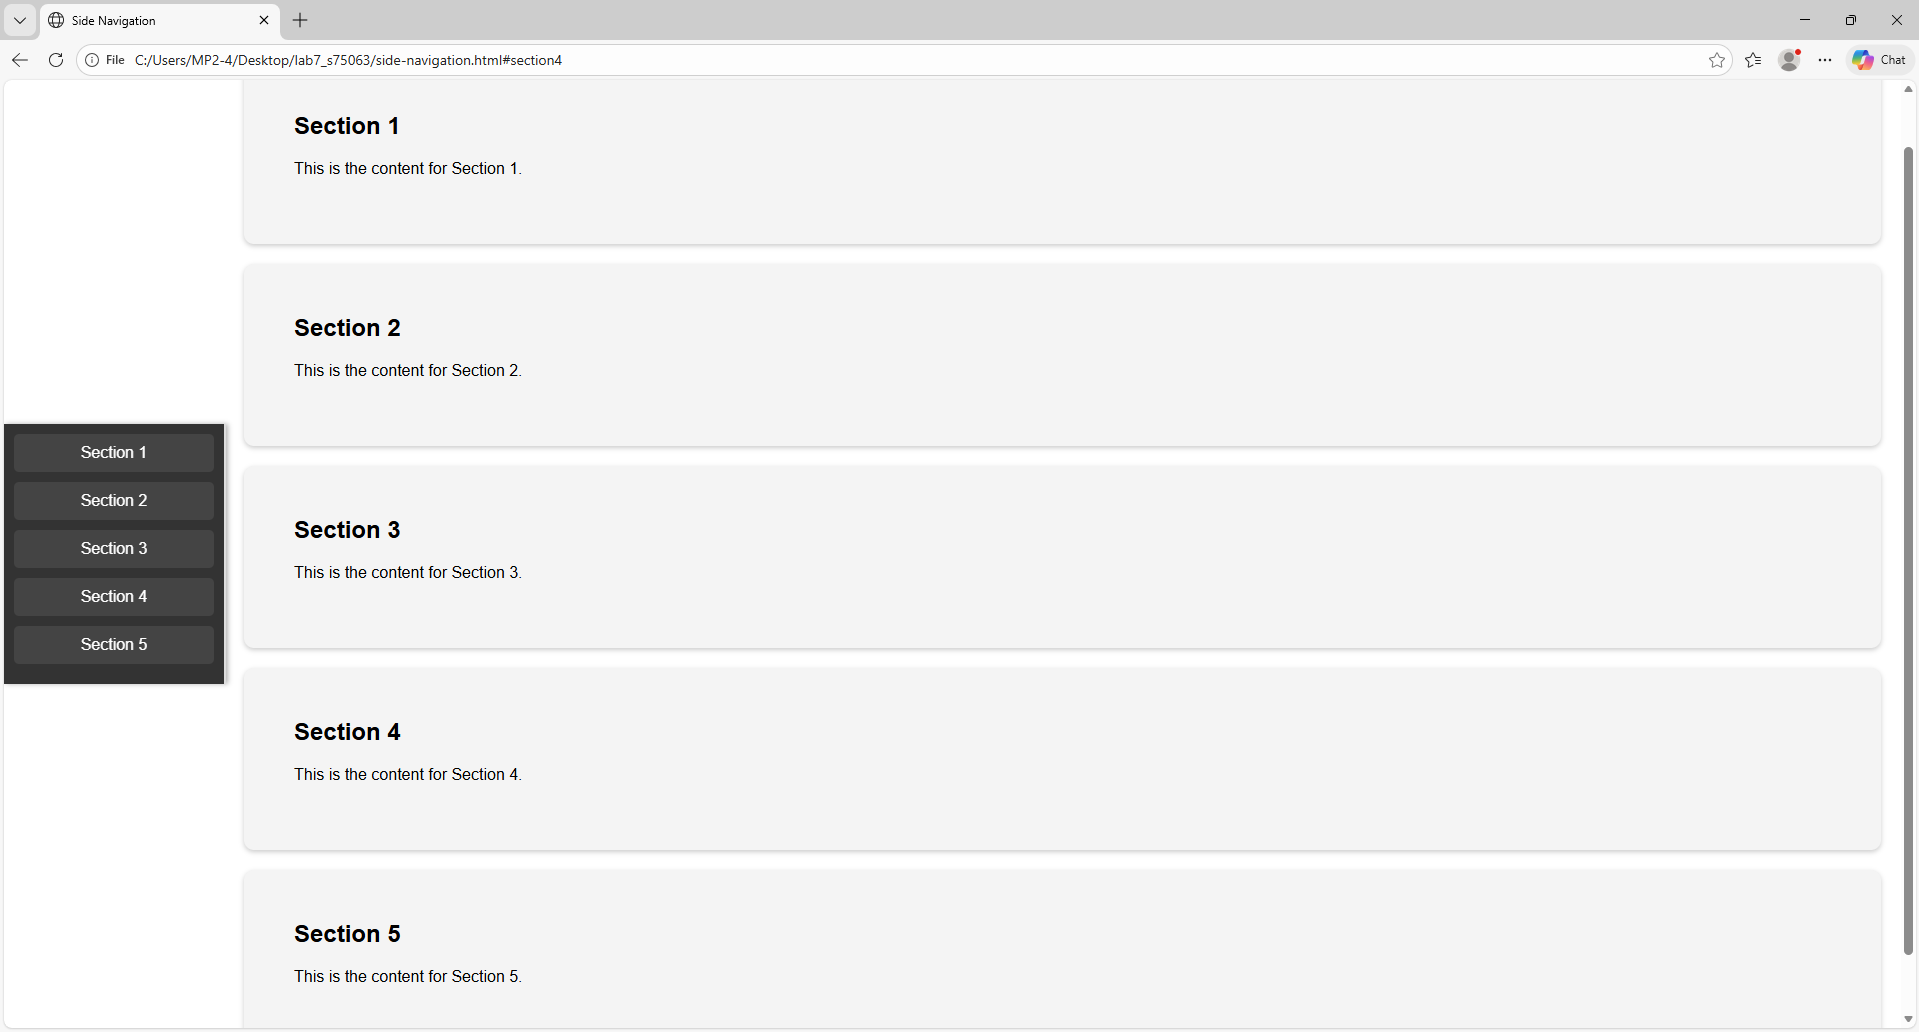 Side Navigation
File C:/Users/MP2-4/Desktop/lab7_s75063/side-navigation.html#section4
Chat
Section 1
Section 2
Section 3
Section 4
Section 5
Section 1
This is the content for Section 1.
Section 2
This is the content for Section 2.
Section 3
This is the content for Section 3.
Section 4
This is the content for Section 4.
Section 5
This is the content for Section 5.